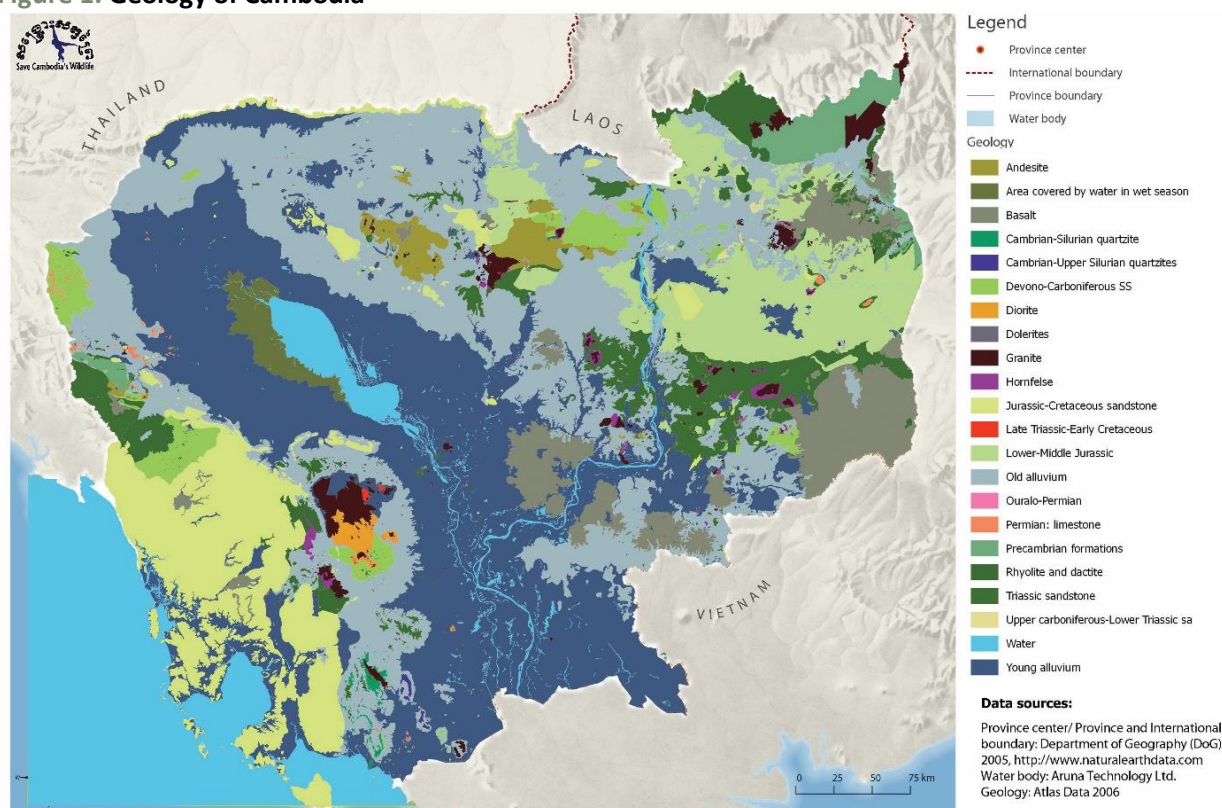 Figure 1. Geology of Cambodia
Save Cambodia's Wildlife
THAILAND
LAOS
VIETNAM
0 25 50 75 km
Legend
Province center
International boundary
Province boundary
Water body
Geology
Andesite
Area covered by water in wet season
Basalt
Cambrian-Silurian quartzite
Cambrian-Upper Silurian quartzites
Devono-Carboniferous SS
Diorite
Dolerites
Granite
Hornfelse
Jurassic-Cretaceous sandstone
Late Triassic-Early Cretaceous
Lower-Middle Jurassic
Old alluvium
Ouralo-Permian
Permian: limestone
Precambrian formations
Rhyolite and dactite
Triassic sandstone
Upper carboniferous-Lower Triassic sa
Water
Young alluvium
Data sources:
Province center/ Province and International
boundary: Department of Geography (DoG)
2005, http://www.naturalearthdata.com
Water body: Aruna Technology Ltd.
Geology: Atlas Data 2006